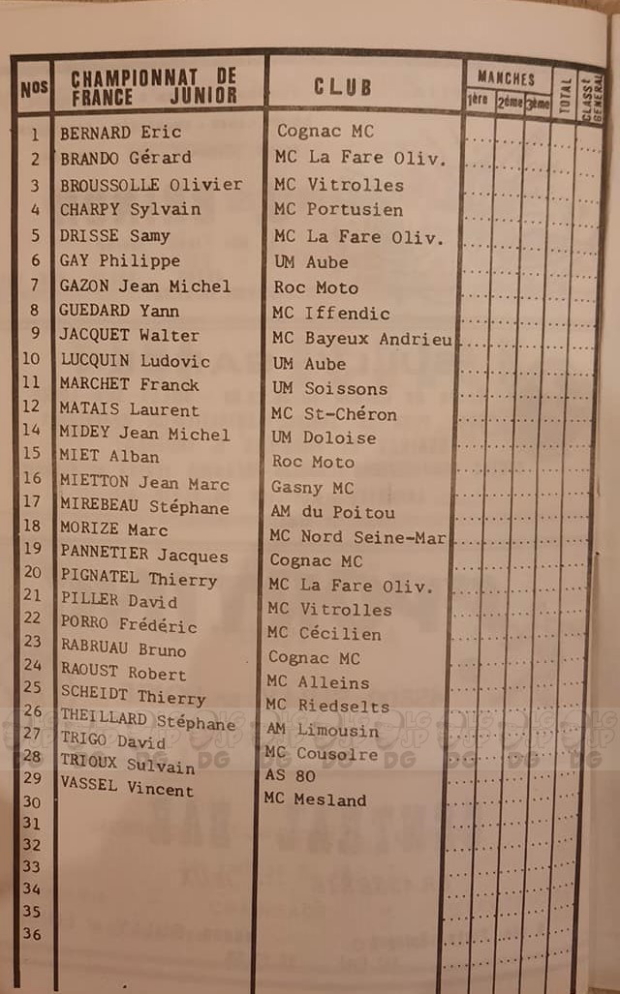 Nos CHAMPIONNAT DE FRANCE JUNIOR CLUB MANCHES 1ère 2ème 3ème TOTAL CLASST GENERAL
1 BERNARD Eric Cognac MC
2 BRANDO Gérard MC La Fare Oliv.
3 BROUSSOLLE Olivier MC Vitrolles
4 CHARPY Sylvain MC Portusien
5 DRISSE Samy MC La Fare Oliv.
6 GAY Philippe UM Aube
7 GAZON Jean Michel Roc Moto
8 GUEDARD Yann MC Iffendic
9 JACQUET Walter MC Bayeux Andrieu
10 LUCQUIN Ludovic UM Aube
11 MARCHET Franck UM Soissons
12 MATAIS Laurent MC St-Chéron
14 MIDEY Jean Michel UM Doloise
15 MIET Alban Roc Moto
16 MIETTON Jean Marc Gasny MC
17 MIREBEAU Stéphane AM du Poitou
18 MORIZE Marc MC Nord Seine-Mar
19 PANNETIER Jacques Cognac MC
20 PIGNATEL Thierry MC La Fare Oliv.
21 PILLER David MC Vitrolles
22 PORRO Frédéric MC Cécilien
23 RABRUAU Bruno Cognac MC
24 RAOUST Robert MC Alleins
25 SCHEIDT Thierry MC Riedselts
26 THEILLARD Stéphane AM Limousin
27 TRIGO David MC Cousolre
28 TRIOUX Sulvain AS 80
29 VASSEL Vincent MC Mesland
30
31
32
33
34
35
36